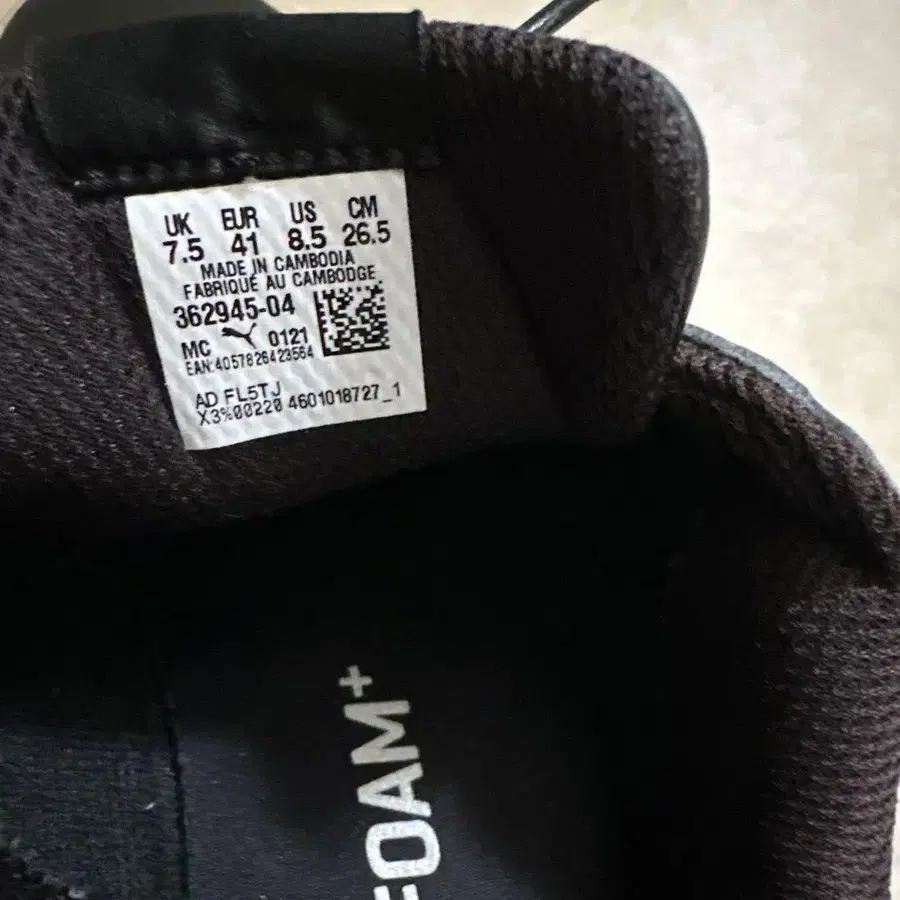 UK EUR US CM
7.5 41 8.5 26.5
MADE IN CAMBODIA
FABRIQUÉ AU CAMBODGE
362945-04
MC 0121
EAN:4057826423564
AD FL5TJ
X3%00220 4601018727_1
FOAM+